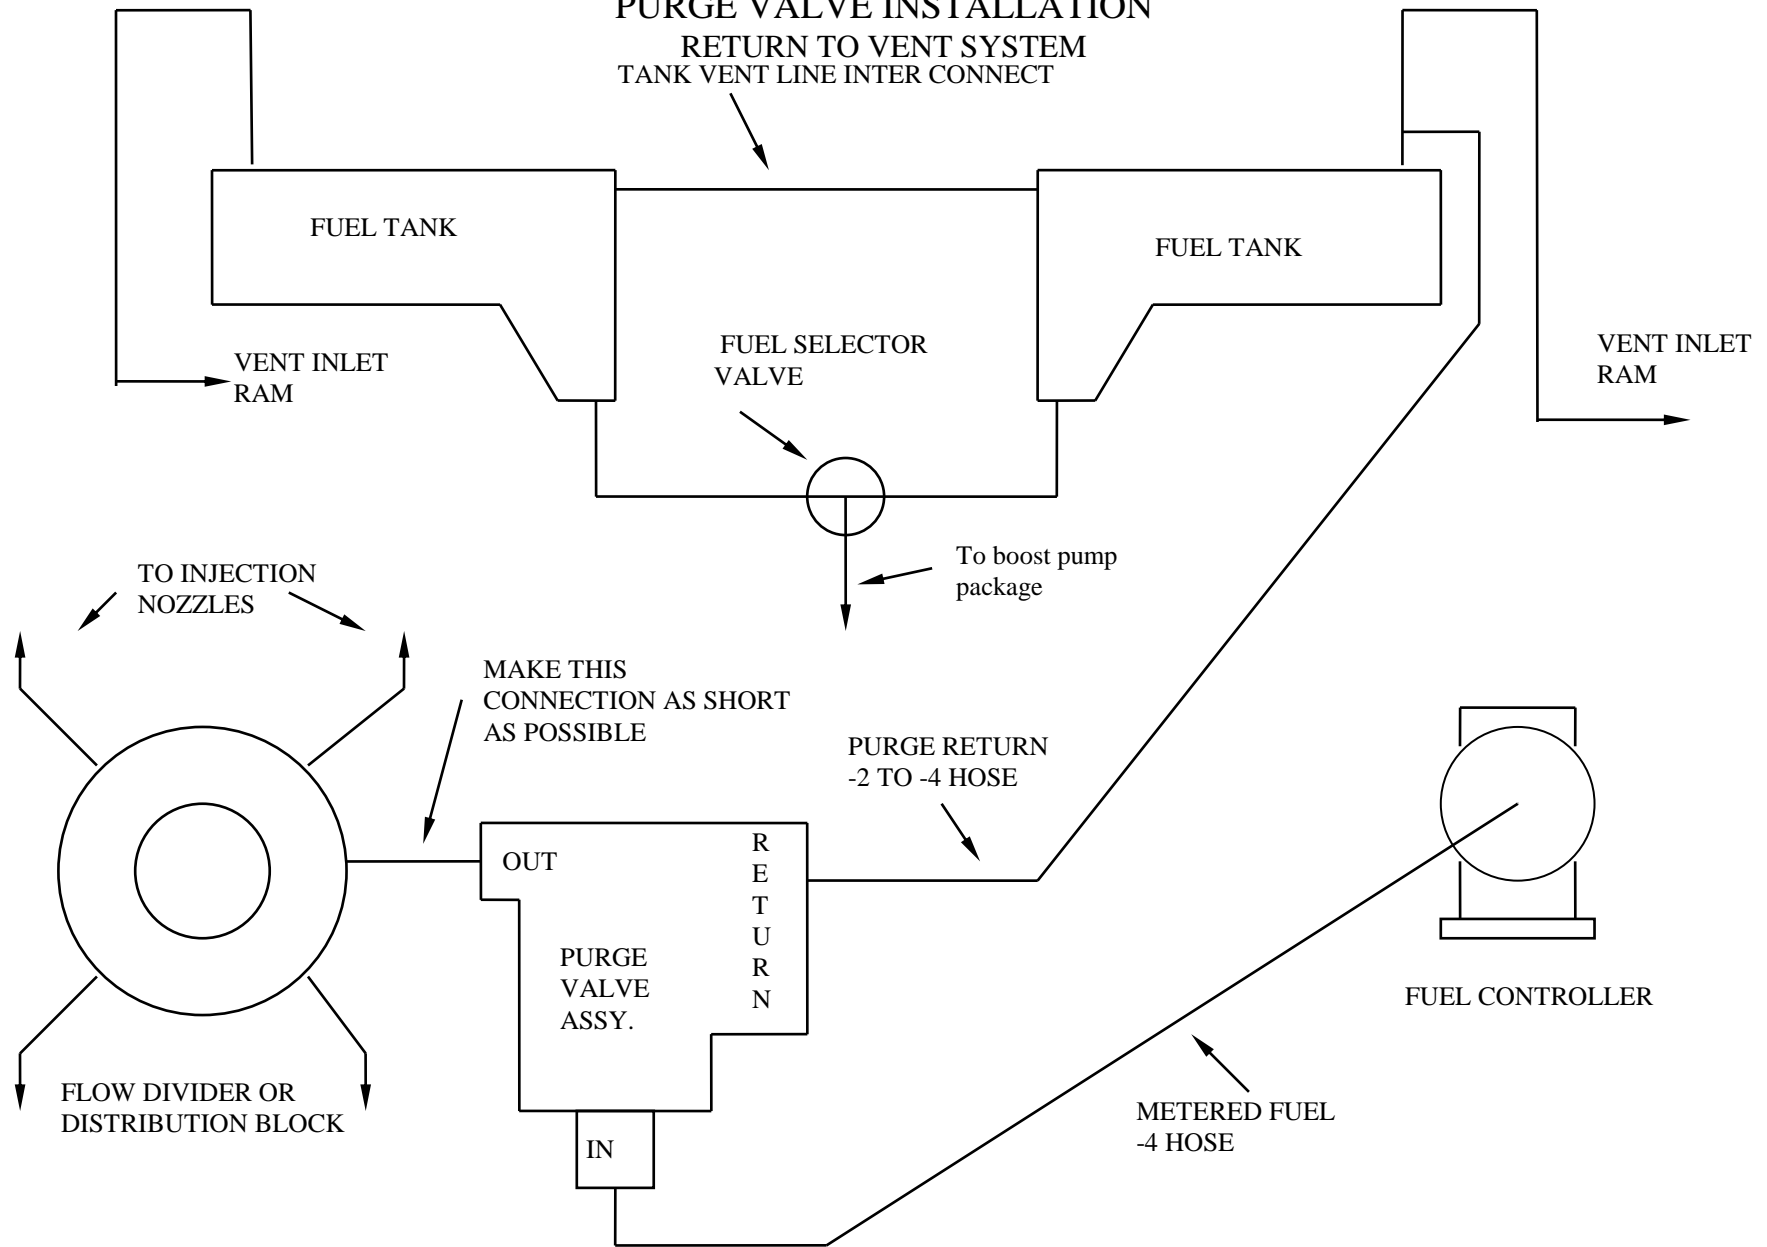 PURGE VALVE INSTALLATION
RETURN TO VENT SYSTEM
TANK VENT LINE INTER CONNECT
FUEL TANK
FUEL TANK
VENT INLET
RAM
FUEL SELECTOR
VALVE
VENT INLET
RAM
To boost pump
package
TO INJECTION
NOZZLES
MAKE THIS
CONNECTION AS SHORT
AS POSSIBLE
PURGE RETURN
-2 TO -4 HOSE
OUT
R
E
T
U
R
N
PURGE
VALVE
ASSY.
IN
FUEL CONTROLLER
FLOW DIVIDER OR
DISTRIBUTION BLOCK
METERED FUEL
-4 HOSE